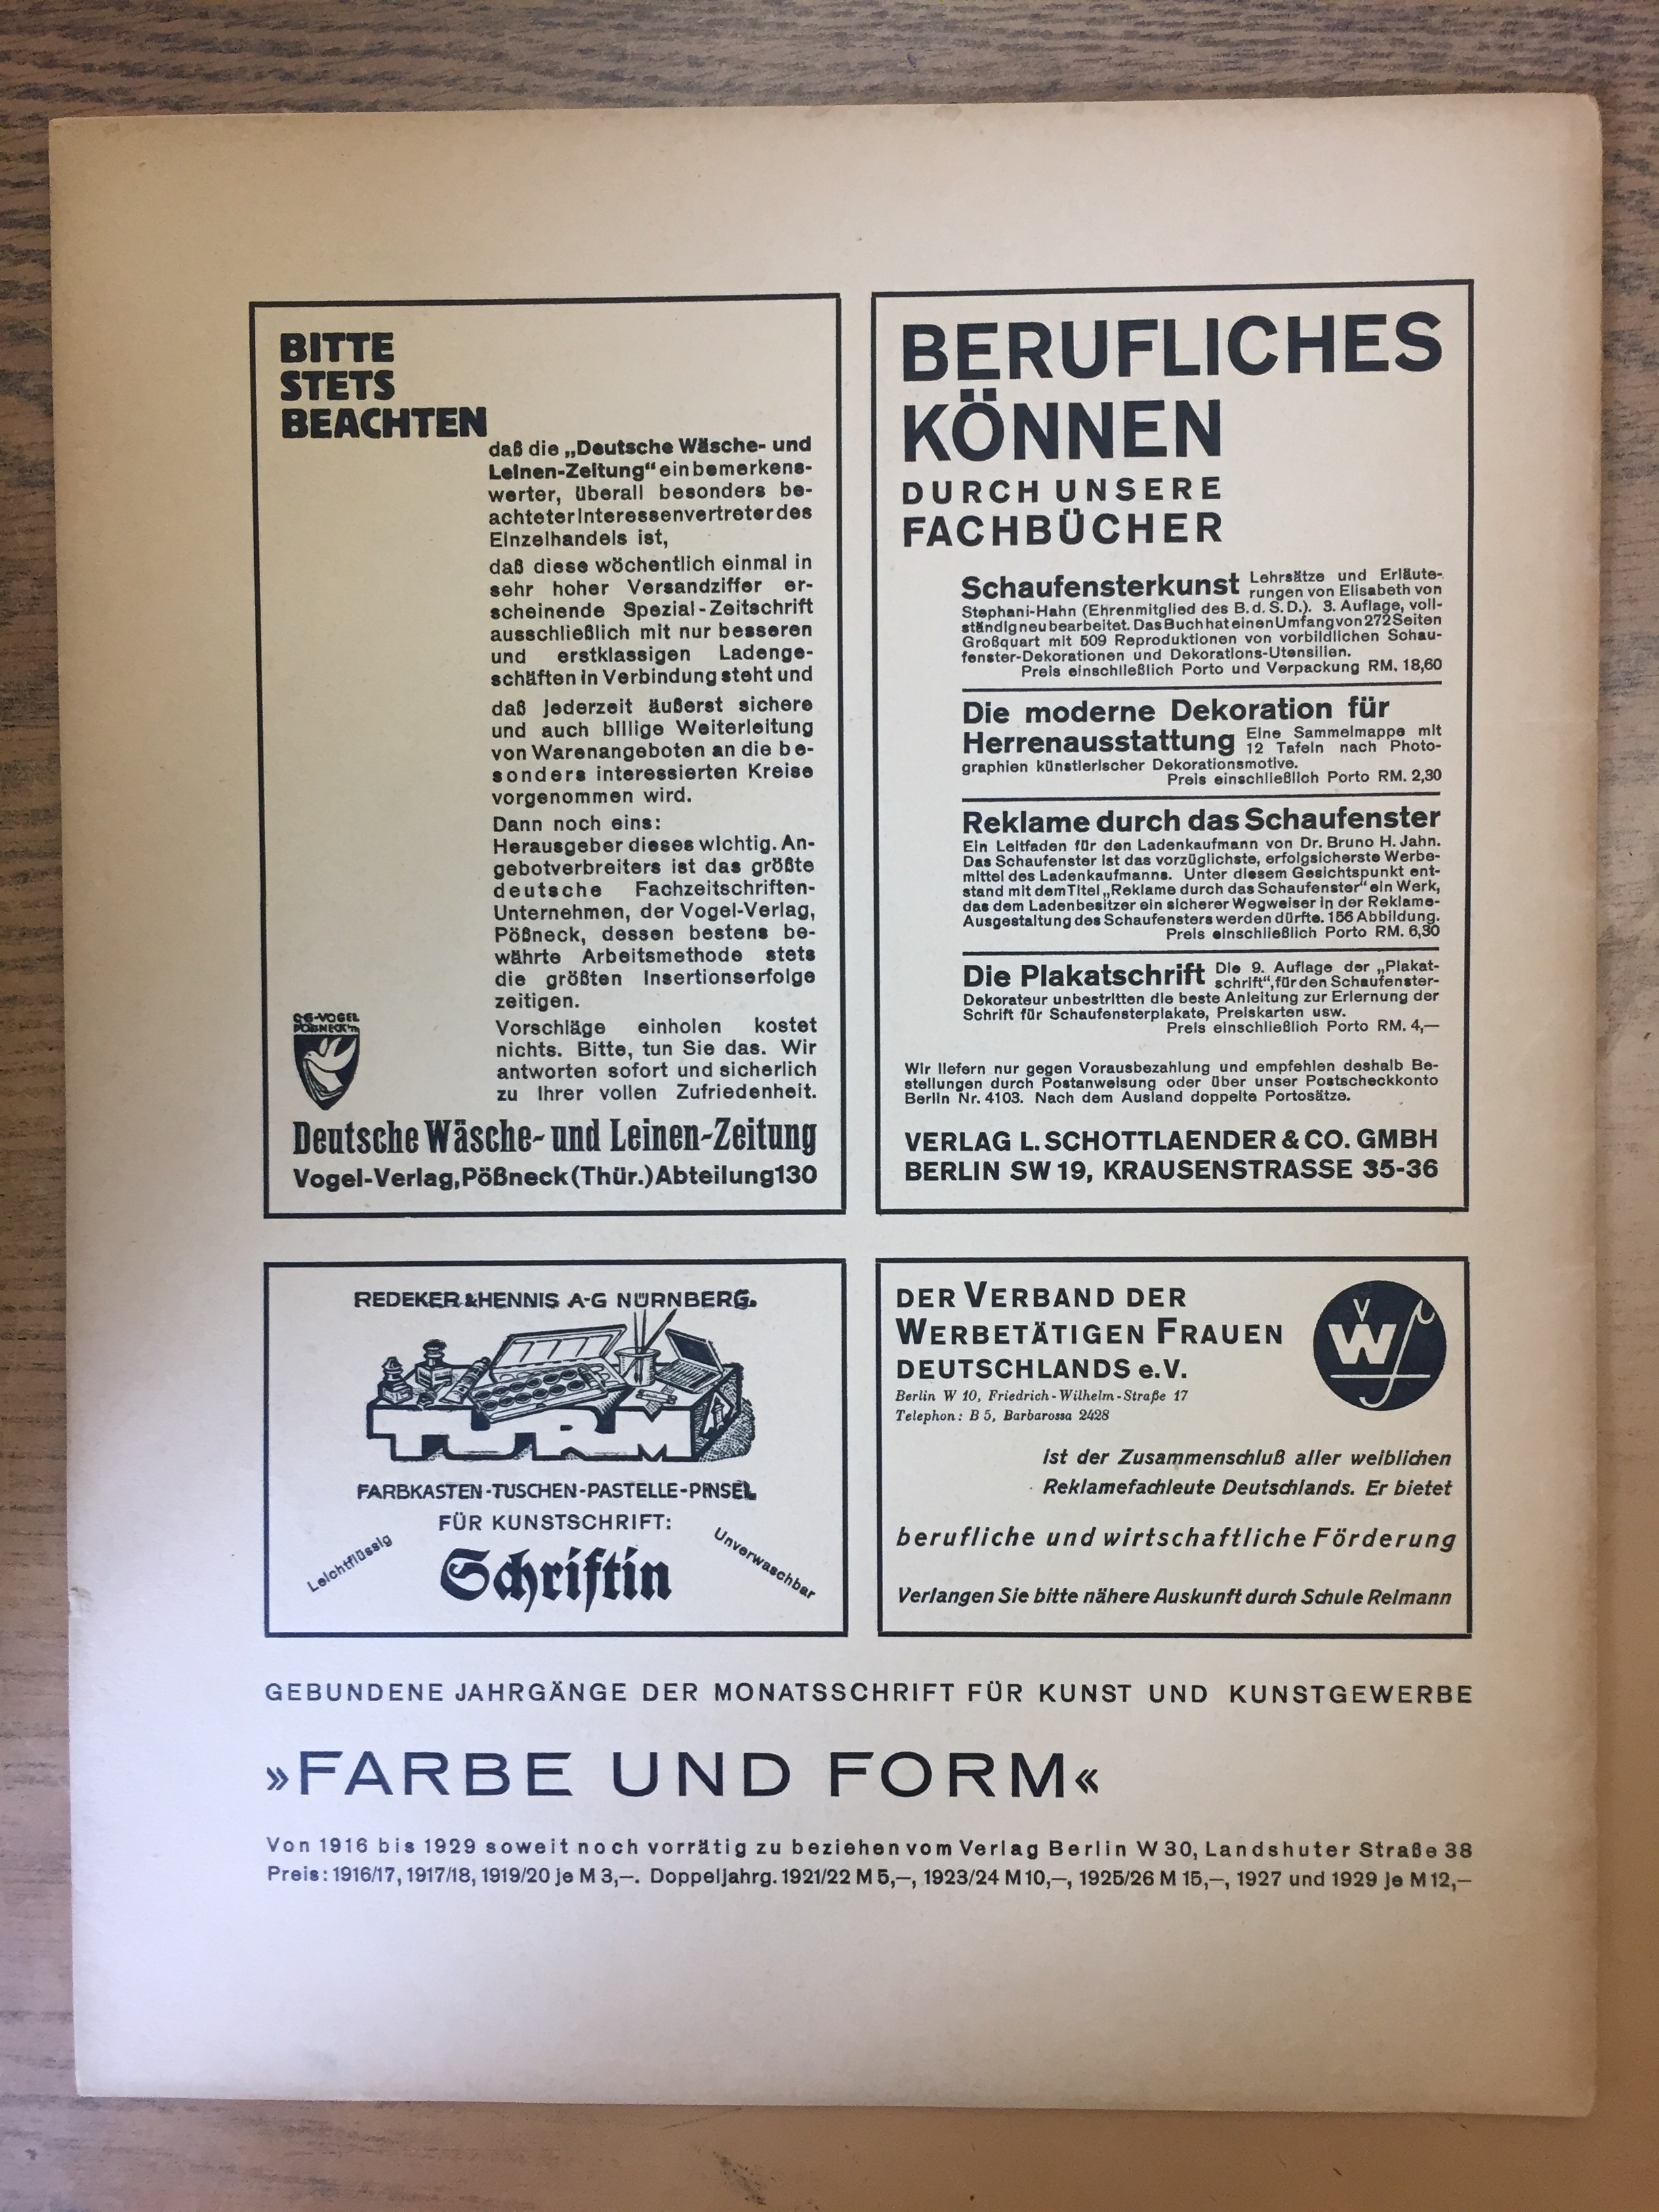 BITTE
STETS
BEACHTEN
daß die „Deutsche Wäsche- und
Leinen-Zeitung“ ein bemerkens-
werter, überall besonders be-
achteter Interessenvertreter des
Einzelhandels ist,
daß diese wöchentlich einmal in
sehr hoher Versandziffer er-
scheinende Spezial-Zeitschrift
ausschließlich mit nur besseren
und erstklassigen Ladenge-
schäften in Verbindung steht und
daß jederzeit äußerst sichere
und auch billige Weiterleitung
von Warenangeboten an die be-
sonders interessierten Kreise
vorgenommen wird.
Dann noch eins:
Herausgeber dieses wichtig. An-
gebotverbreiters ist das größte
deutsche Fachzeitschriften-
Unternehmen, der Vogel-Verlag,
Pößneck, dessen bestens be-
währte Arbeitsmethode stets
die größten Insertionserfolge
zeitigen.
Vorschläge einholen kostet
nichts. Bitte, tun Sie das. Wir
antworten sofort und sicherlich
zu Ihrer vollen Zufriedenheit.
C·G·VOGEL
PÖßNECK i/Th
Deutsche Wäsche- und Leinen-Zeitung
Vogel-Verlag, Pößneck (Thür.) Abteilung 130
BERUFLICHES
KÖNNEN
DURCH UNSERE
FACHBÜCHER
Schaufensterkunst Lehrsätze und Erläute-
rungen von Elisabeth von
Stephani-Hahn (Ehrenmitglied des B. d. S. D.). 3. Auflage, voll-
ständig neu bearbeitet. Das Buch hat einen Umfang von 272 Seiten
Großquart mit 509 Reproduktionen von vorbildlichen Schau-
fenster-Dekorationen und Dekorations-Utensilien.
Preis einschließlich Porto und Verpackung RM. 18,60
Die moderne Dekoration für
Herrenausstattung Eine Sammelmappe mit
12 Tafeln nach Photo-
graphien künstlerischer Dekorationsmotive.
Preis einschließlich Porto RM. 2,30
Reklame durch das Schaufenster
Ein Leitfaden für den Ladenkaufmann von Dr. Bruno H. Jahn.
Das Schaufenster ist das vorzüglichste, erfolgsicherste Werbe-
mittel des Ladenkaufmanns. Unter diesem Gesichtspunkt ent-
stand mit dem Titel „Reklame durch das Schaufenster“ ein Werk,
das dem Ladenbesitzer ein sicherer Wegweiser in der Reklame-
Ausgestaltung des Schaufensters werden dürfte. 156 Abbildung.
Preis einschließlich Porto RM. 6,30
Die Plakatschrift Die 9. Auflage der „Plakat-
schrift“, für den Schaufenster-
Dekorateur unbestritten die beste Anleitung zur Erlernung der
Schrift für Schaufensterplakate, Preiskarten usw.
Preis einschließlich Porto RM. 4,—
Wir liefern nur gegen Vorausbezahlung und empfehlen deshalb Be-
stellungen durch Postanweisung oder über unser Postscheckkonto
Berlin Nr. 4103. Nach dem Ausland doppelte Portosätze.
VERLAG L. SCHOTTLAENDER & CO. GMBH
BERLIN SW 19, KRAUSENSTRASSE 35-36
REDEKER & HENNIS A-G NÜRNBERG.
TURM
FARBKASTEN-TUSCHEN-PASTELLE-PINSEL
FÜR KUNSTSCHRIFT:
Leichtflüssig
Schriftin
Unverwaschbar
DER VERBAND DER
WERBETÄTIGEN FRAUEN
DEUTSCHLANDS e.V.
Berlin W 10, Friedrich-Wilhelm-Straße 17
Telephon: B 5, Barbarossa 2428
V W f
ist der Zusammenschluß aller weiblichen
Reklamefachleute Deutschlands. Er bietet
berufliche und wirtschaftliche Förderung
Verlangen Sie bitte nähere Auskunft durch Schule Reimann
GEBUNDENE JAHRGÄNGE DER MONATSSCHRIFT FÜR KUNST UND KUNSTGEWERBE
»FARBE UND FORM«
Von 1916 bis 1929 soweit noch vorrätig zu beziehen vom Verlag Berlin W 30, Landshuter Straße 38
Preis: 1916/17, 1917/18, 1919/20 je M 3,—. Doppeljahrg. 1921/22 M 5,—, 1923/24 M 10,—, 1925/26 M 15,—, 1927 und 1929 je M 12,—